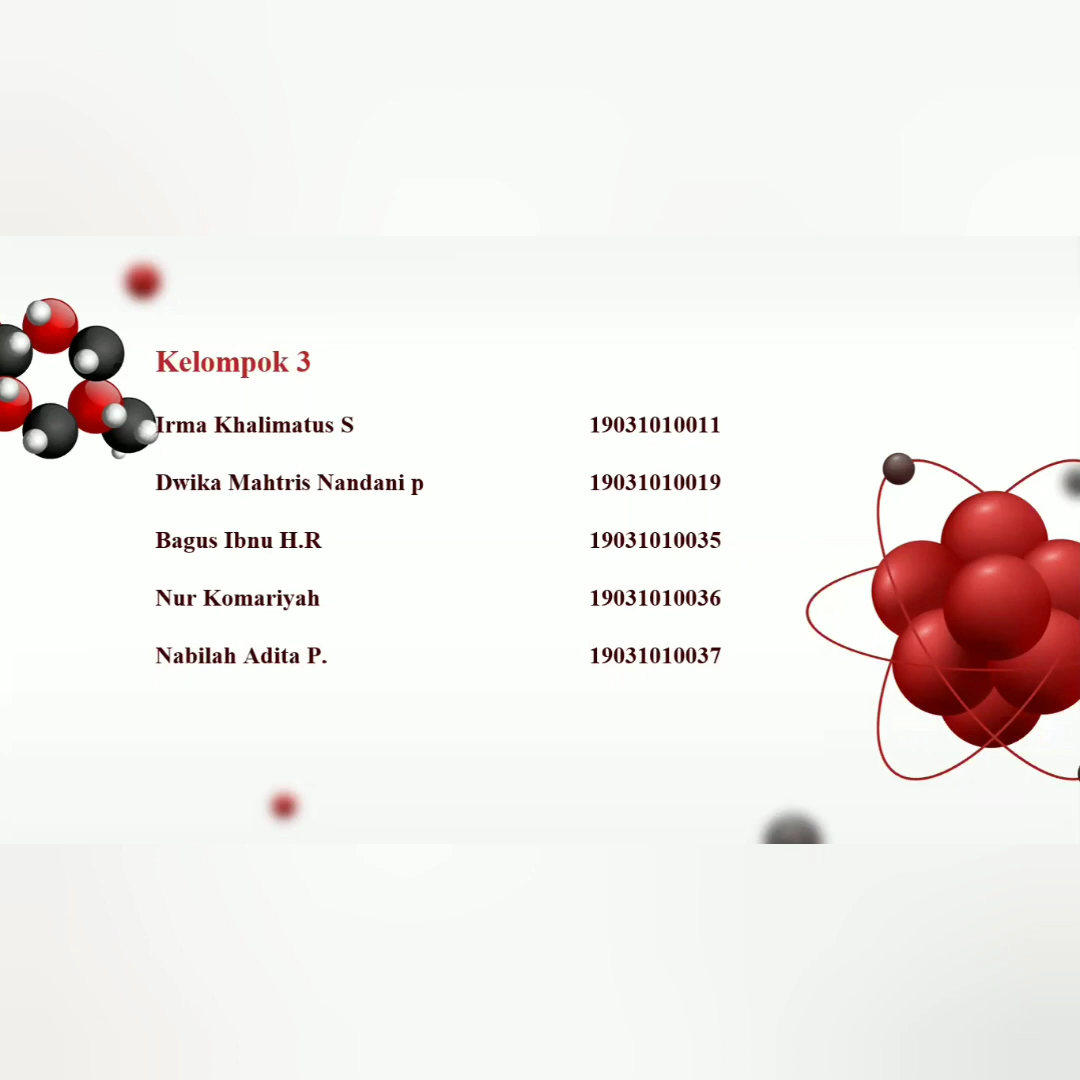 Kelompok 3
Irma Khalimatus S 19031010011
Dwika Mahtris Nandani p 19031010019
Bagus Ibnu H.R 19031010035
Nur Komariyah 19031010036
Nabilah Adita P. 19031010037